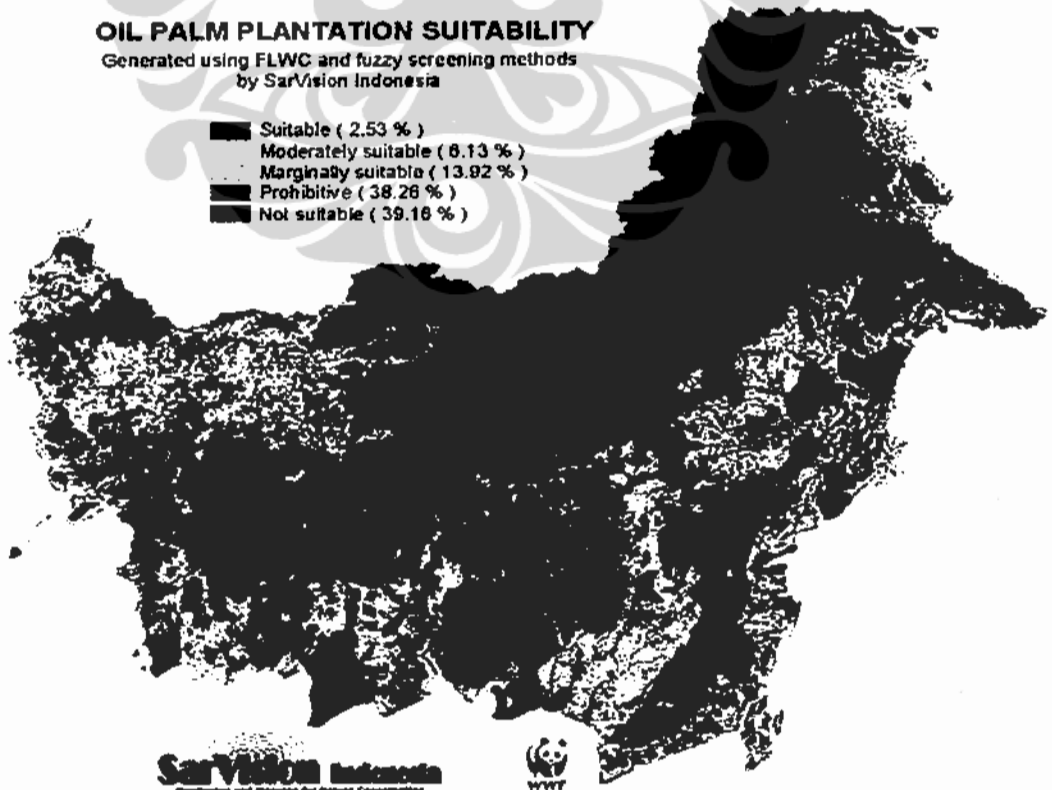 OIL PALM PLANTATION SUITABILITY
Generated using FLWC and fuzzy screening methods
by SarVision Indonesia
Suitable ( 2.53 % )
Moderately suitable ( 6.13 % )
Marginally suitable ( 13.92 % )
Prohibitive ( 38.26 % )
Not suitable ( 39.16 % )
SarVision Indonesia
WWF